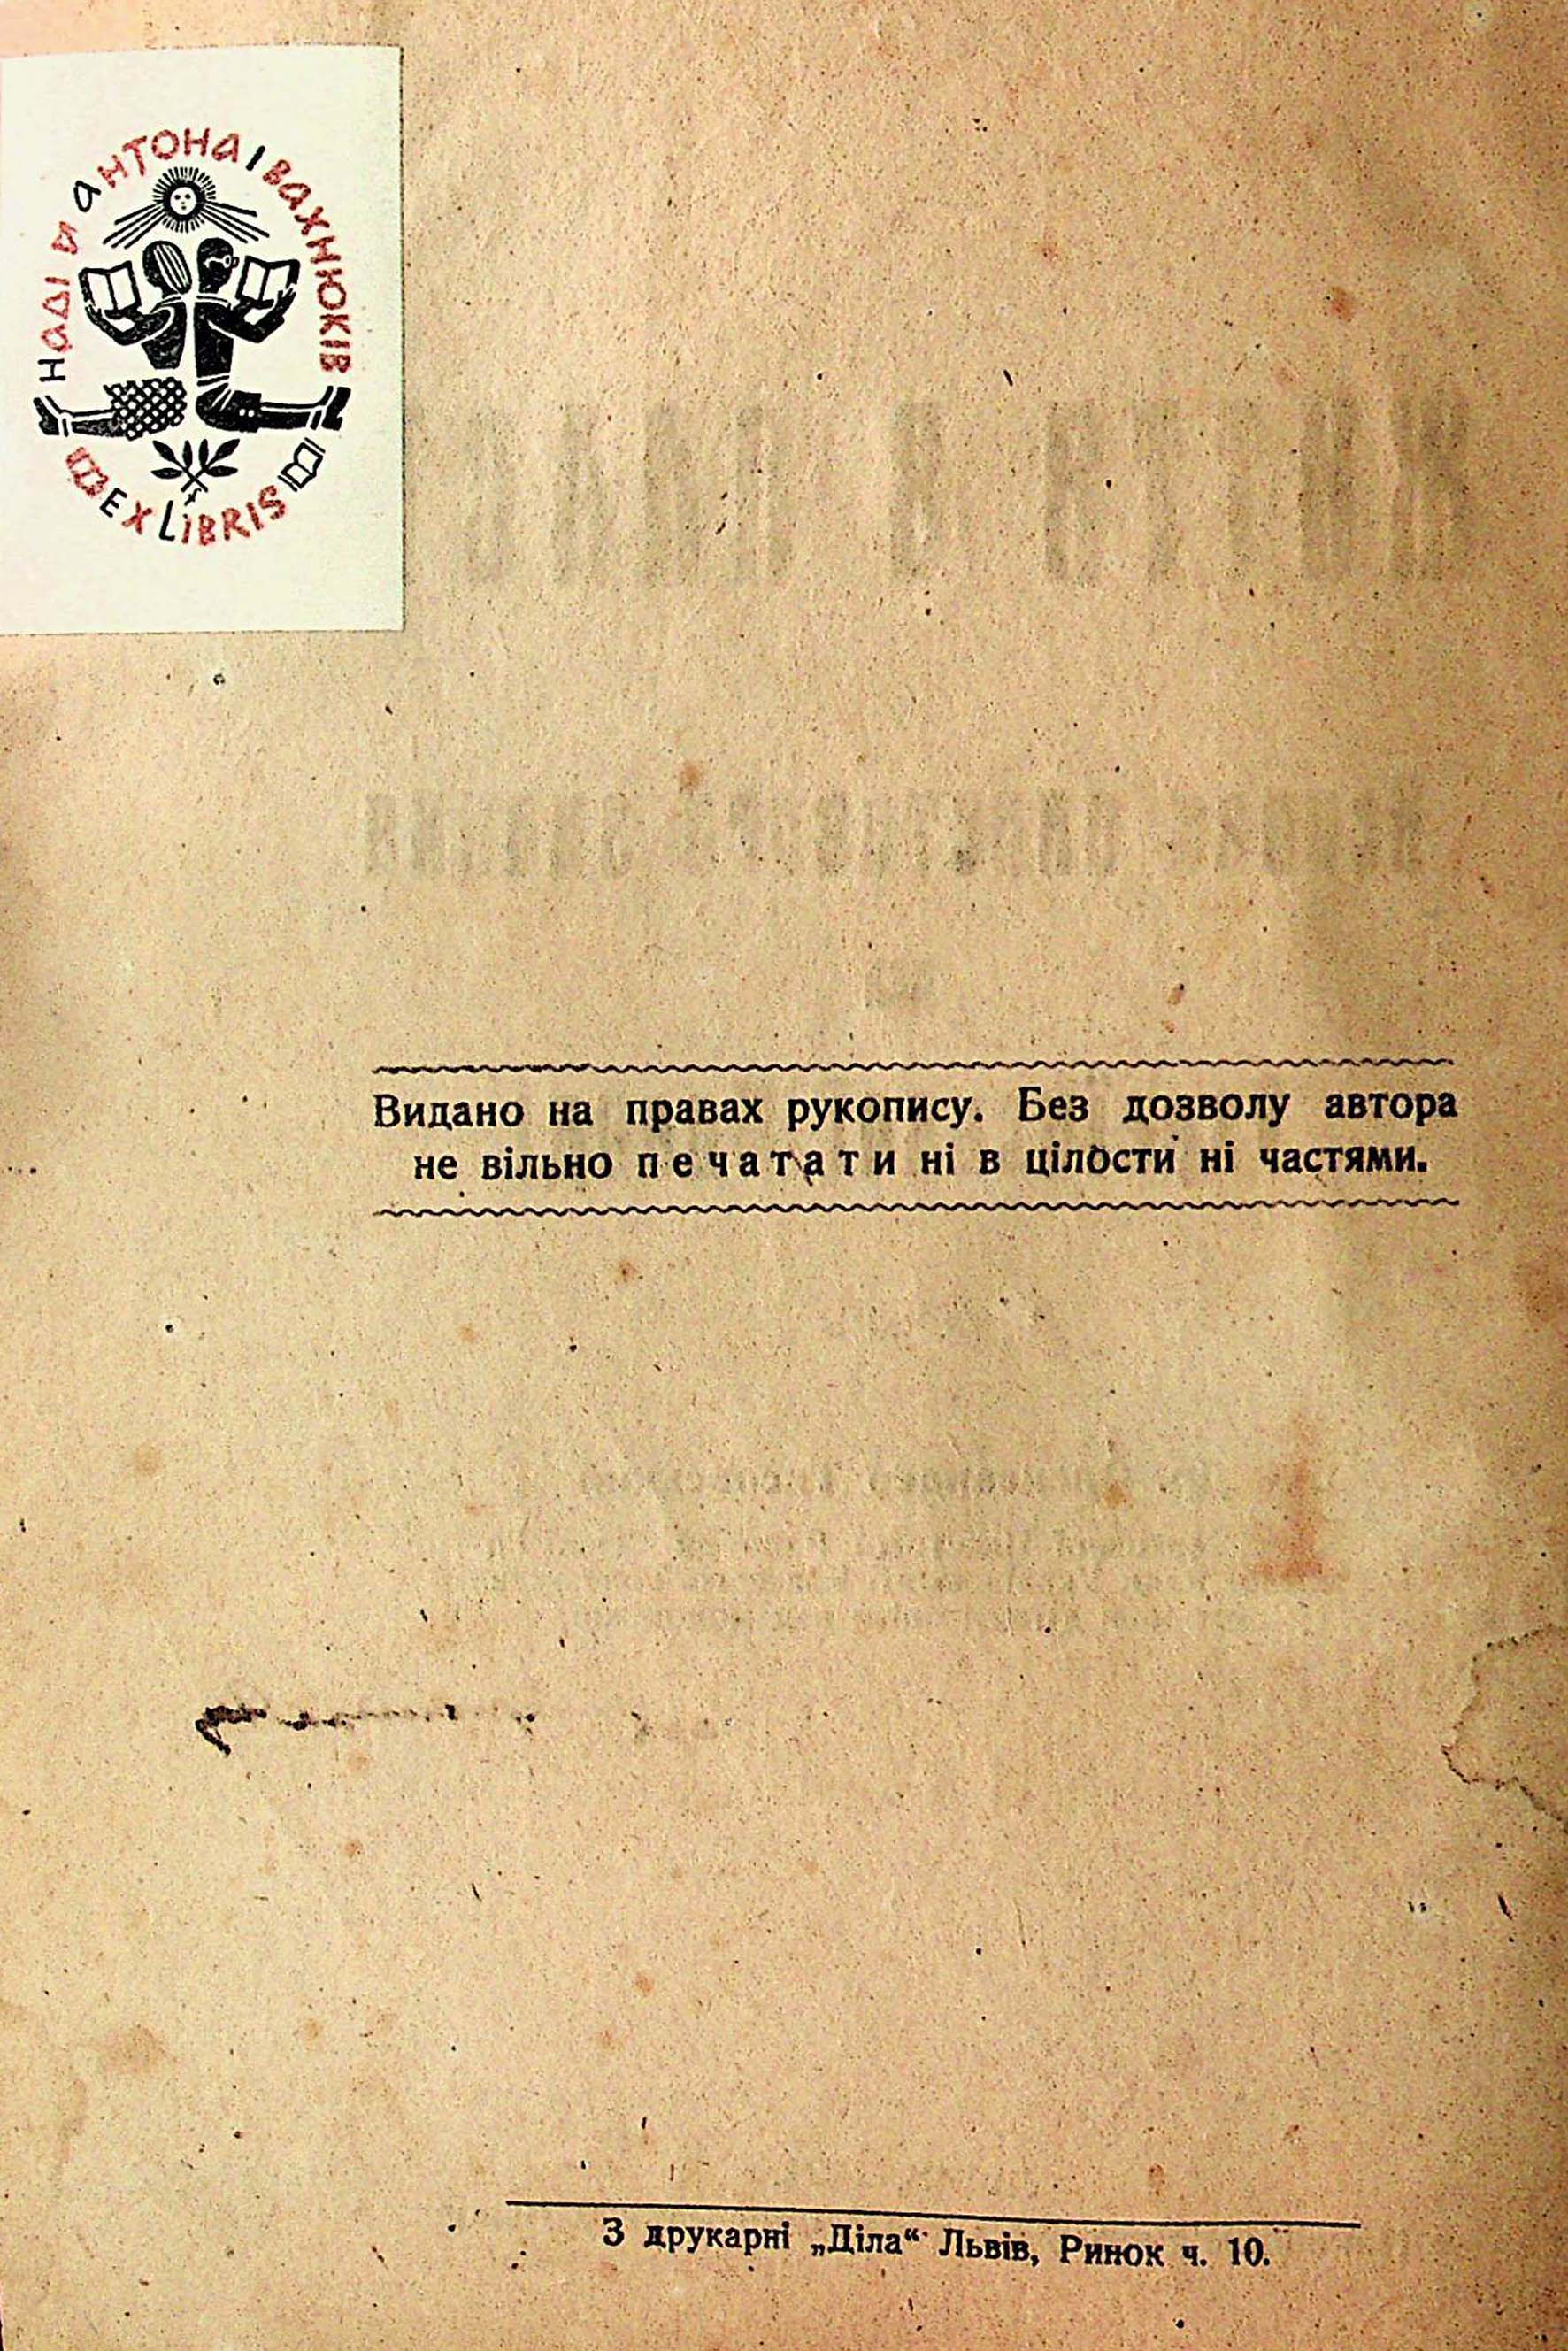 Наді й Антона Івахнюків
EX LIBRIS
Видано на правах рукопису. Без дозволу автора
не вільно печатати ні в цілости ні частями.
З друкарні „Діла“ Львів, Ринок ч. 10.